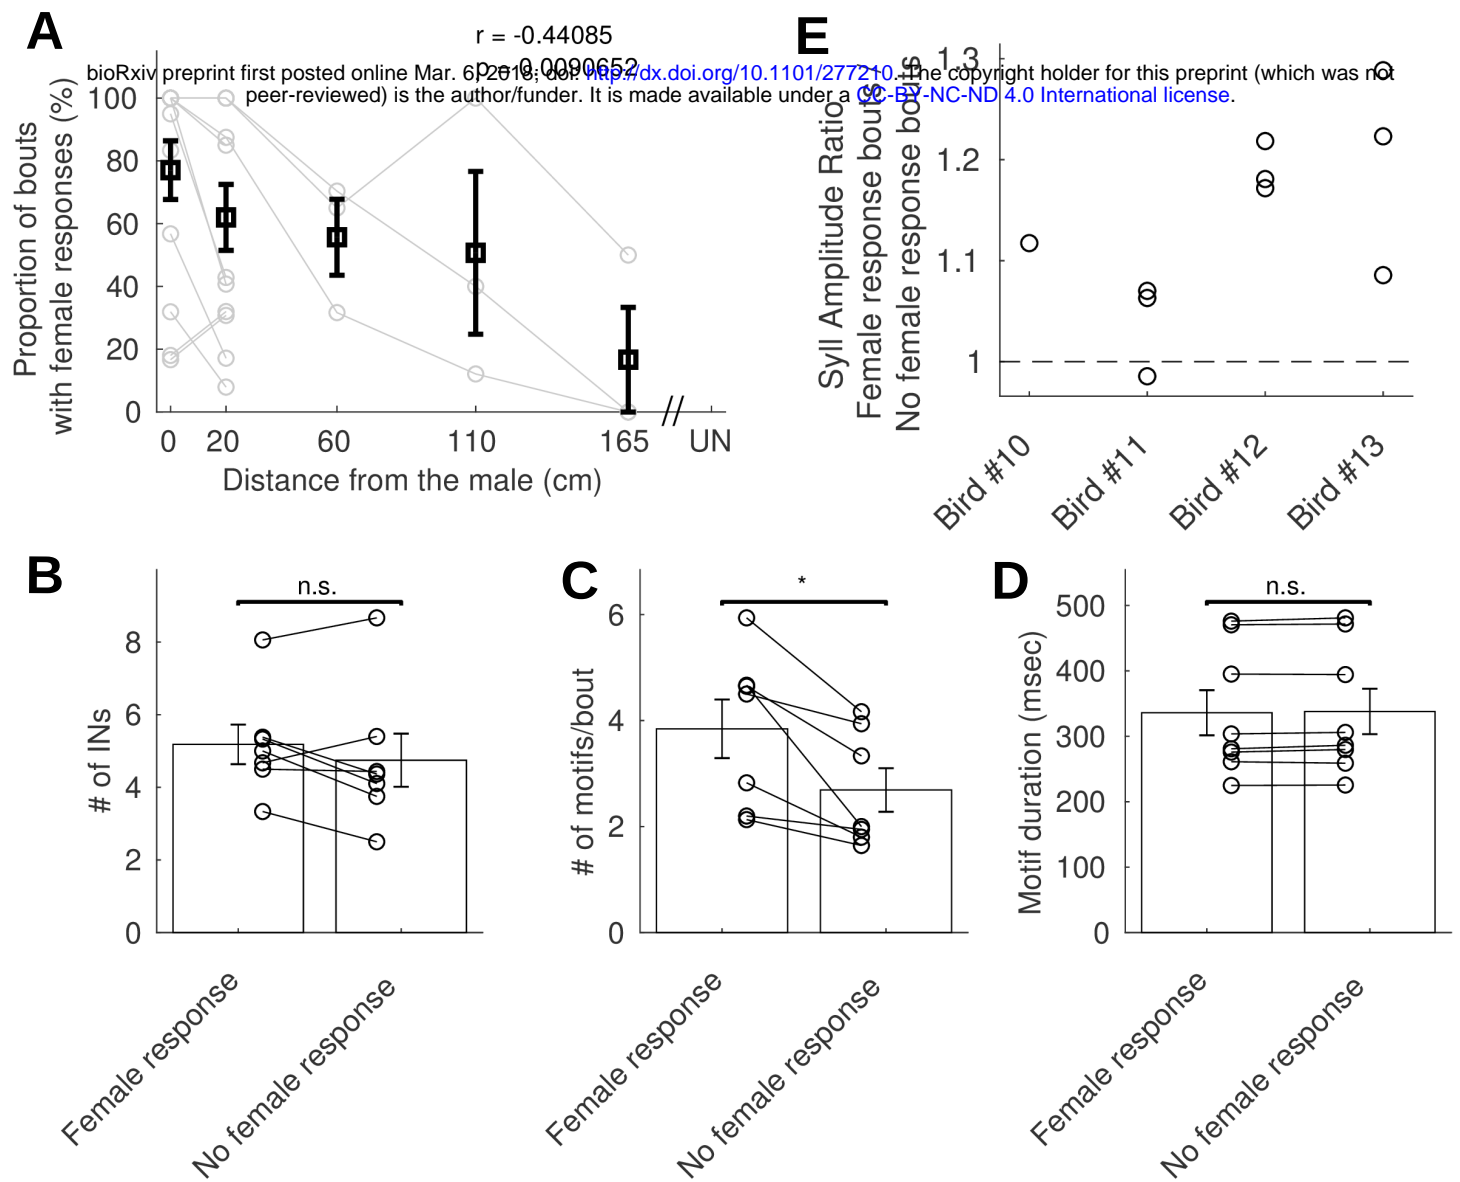 A
r = -0.44085
p = 0.0090652
E
bioRxiv preprint first posted online Mar. 6, 2018; doi: http://dx.doi.org/10.1101/277210. The copyright holder for this preprint (which was not
peer-reviewed) is the author/funder. It is made available under a CC-BY-NC-ND 4.0 International license.
Proportion of bouts
with female responses (%)
100
80
60
40
20
0
0 20 60 110 165 UN
Distance from the male (cm)
Syll Amplitude Ratio
Female response bouts
No female response bouts
1.3
1.2
1.1
1
Bird #10
Bird #11
Bird #12
Bird #13
B
n.s.
# of INs
8
6
4
2
0
Female response
No female response
C
*
# of motifs/bout
6
4
2
0
Female response
No female response
D
n.s.
Motif duration (msec)
500
400
300
200
100
0
Female response
No female response